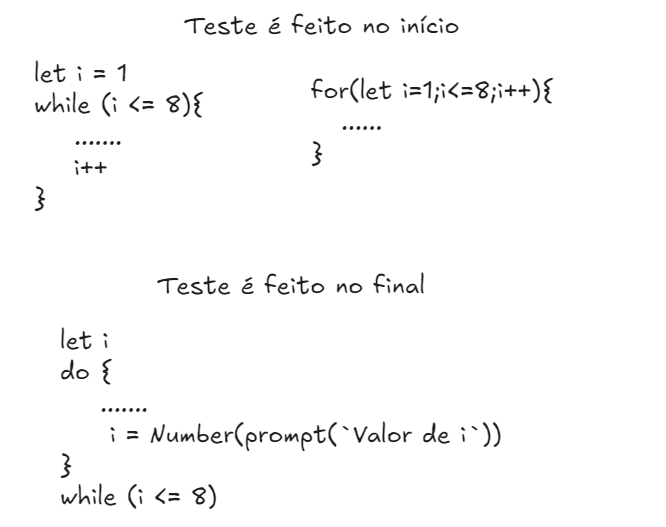 Teste é feito no início
let i = 1
while (i <= 8){
.......
i++
}
for(let i=1;i<=8;i++){
......
}
Teste é feito no final
let i
do {
.......
i = Number(prompt(`Valor de i`))
}
while (i <= 8)